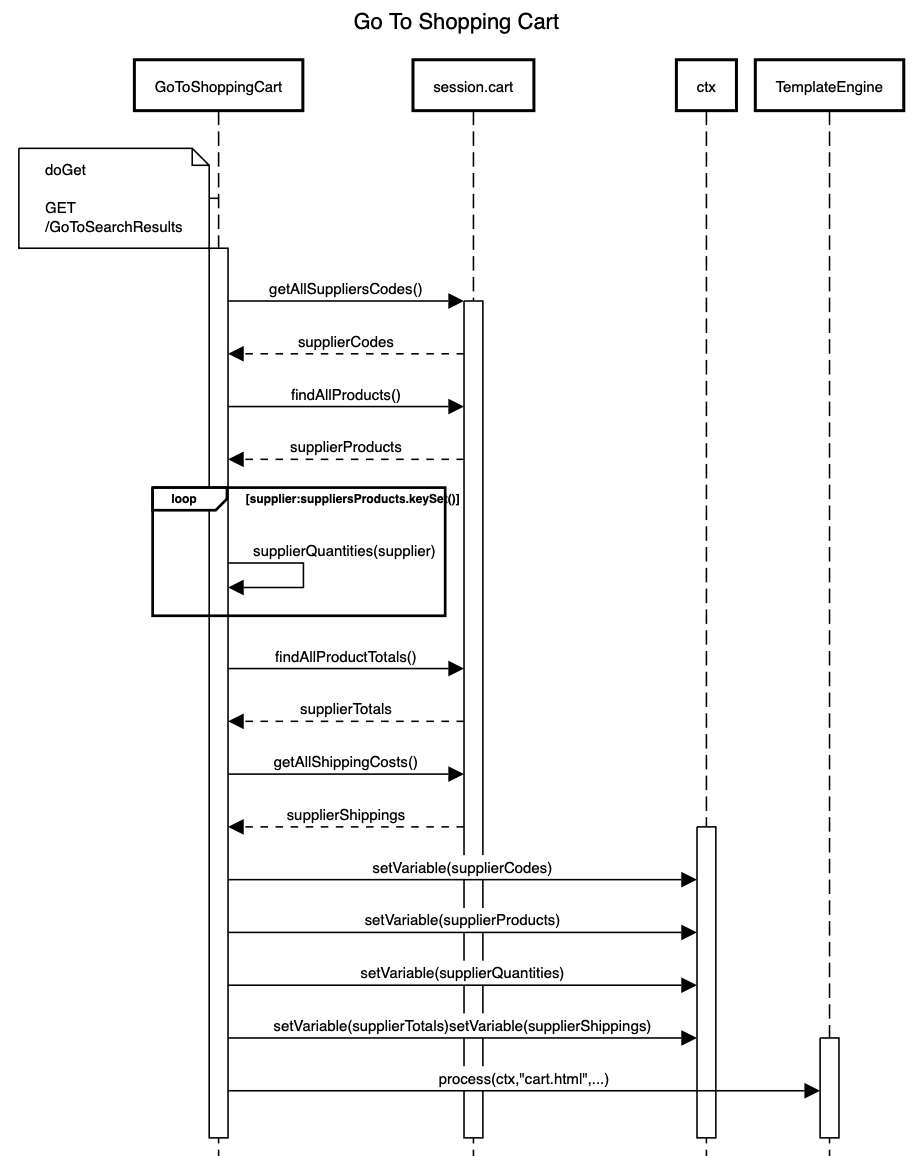 Go To Shopping Cart
GoToShoppingCart
session.cart
ctx
TemplateEngine
doGet
GET
/GoToSearchResults
getAllSuppliersCodes()
supplierCodes
findAllProducts()
supplierProducts
loop
[supplier:suppliersProducts.keySet()]
supplierQuantities(supplier)
findAllProductTotals()
supplierTotals
getAllShippingCosts()
supplierShippings
setVariable(supplierCodes)
setVariable(supplierProducts)
setVariable(supplierQuantities)
setVariable(supplierTotals)setVariable(supplierShippings)
process(ctx,"cart.html",...)